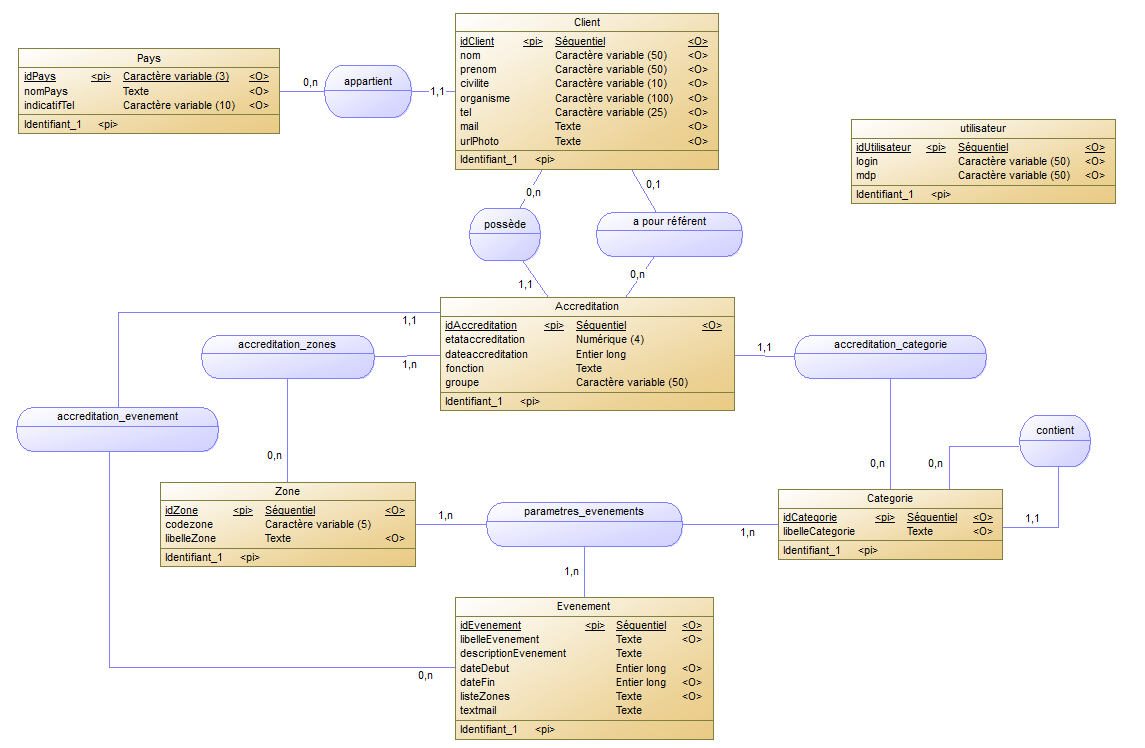 Client
idClient <pi> Séquentiel <O>
nom Caractère variable (50) <O>
prenom Caractère variable (50) <O>
civilite Caractère variable (10) <O>
organisme Caractère variable (100) <O>
tel Caractère variable (25) <O>
mail Texte <O>
urlPhoto Texte <O>
Identifiant_1 <pi>
Pays
idPays <pi> Caractère variable (3) <O>
nomPays Texte <O>
indicatifTel Caractère variable (10) <O>
Identifiant_1 <pi>
0,n
appartient
1,1
utilisateur
idUtilisateur <pi> Séquentiel <O>
login Caractère variable (50) <O>
mdp Caractère variable (50) <O>
Identifiant_1 <pi>
0,n
0,1
possède
a pour référent
1,1
0,n
Accreditation
idAccreditation <pi> Séquentiel <O>
etataccreditation Numérique (4)
dateaccreditation Entier long
fonction Texte
groupe Caractère variable (50)
Identifiant_1 <pi>
1,1
accreditation_zones
1,n
1,1
accreditation_categorie
accreditation_evenement
contient
0,n
0,n
0,n
1,1
Zone
idZone <pi> Séquentiel <O>
codezone Caractère variable (5)
libelleZone Texte <O>
Identifiant_1 <pi>
1,n
parametres_evenements
1,n
1,n
Categorie
idCategorie <pi> Séquentiel <O>
libelleCategorie Texte <O>
Identifiant_1 <pi>
Evenement
idEvenement <pi> Séquentiel <O>
libelleEvenement Texte <O>
descriptionEvenement Texte
dateDebut Entier long <O>
dateFin Entier long <O>
listeZones Texte <O>
textmail Texte
Identifiant_1 <pi>
0,n